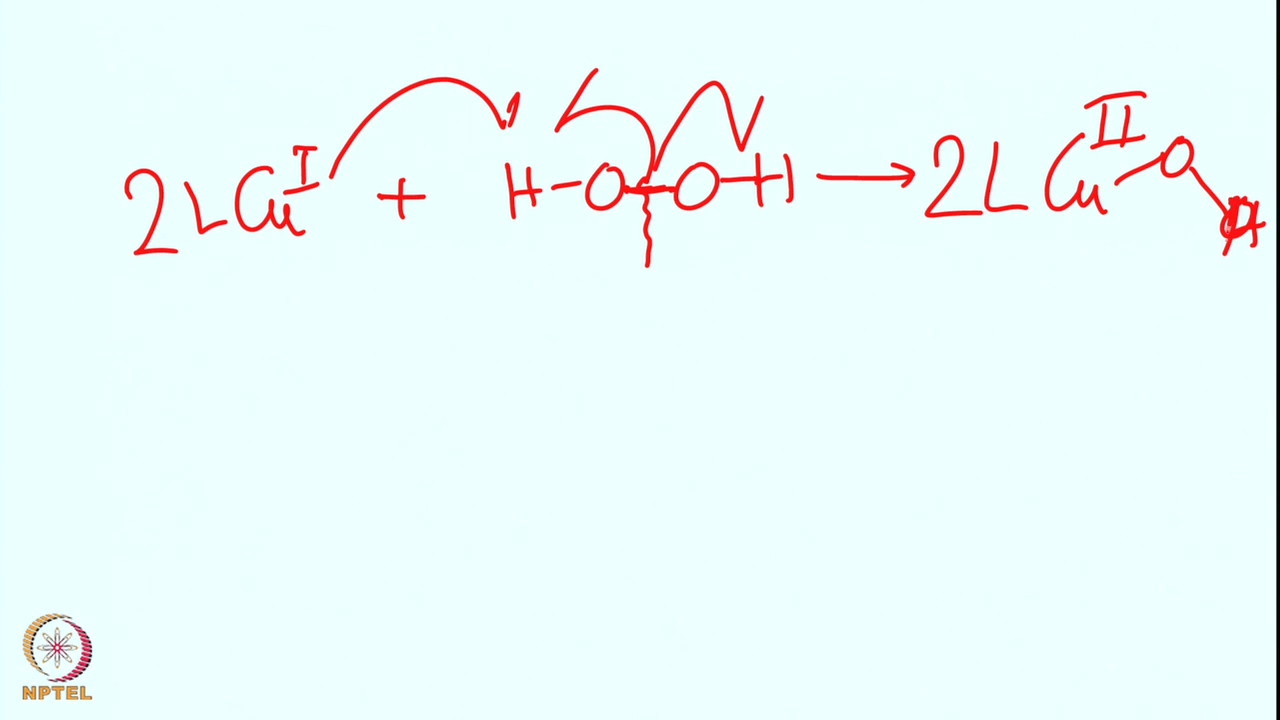 2LCu^I + H-O-O-H → 2LCu^II-O-H
NPTEL